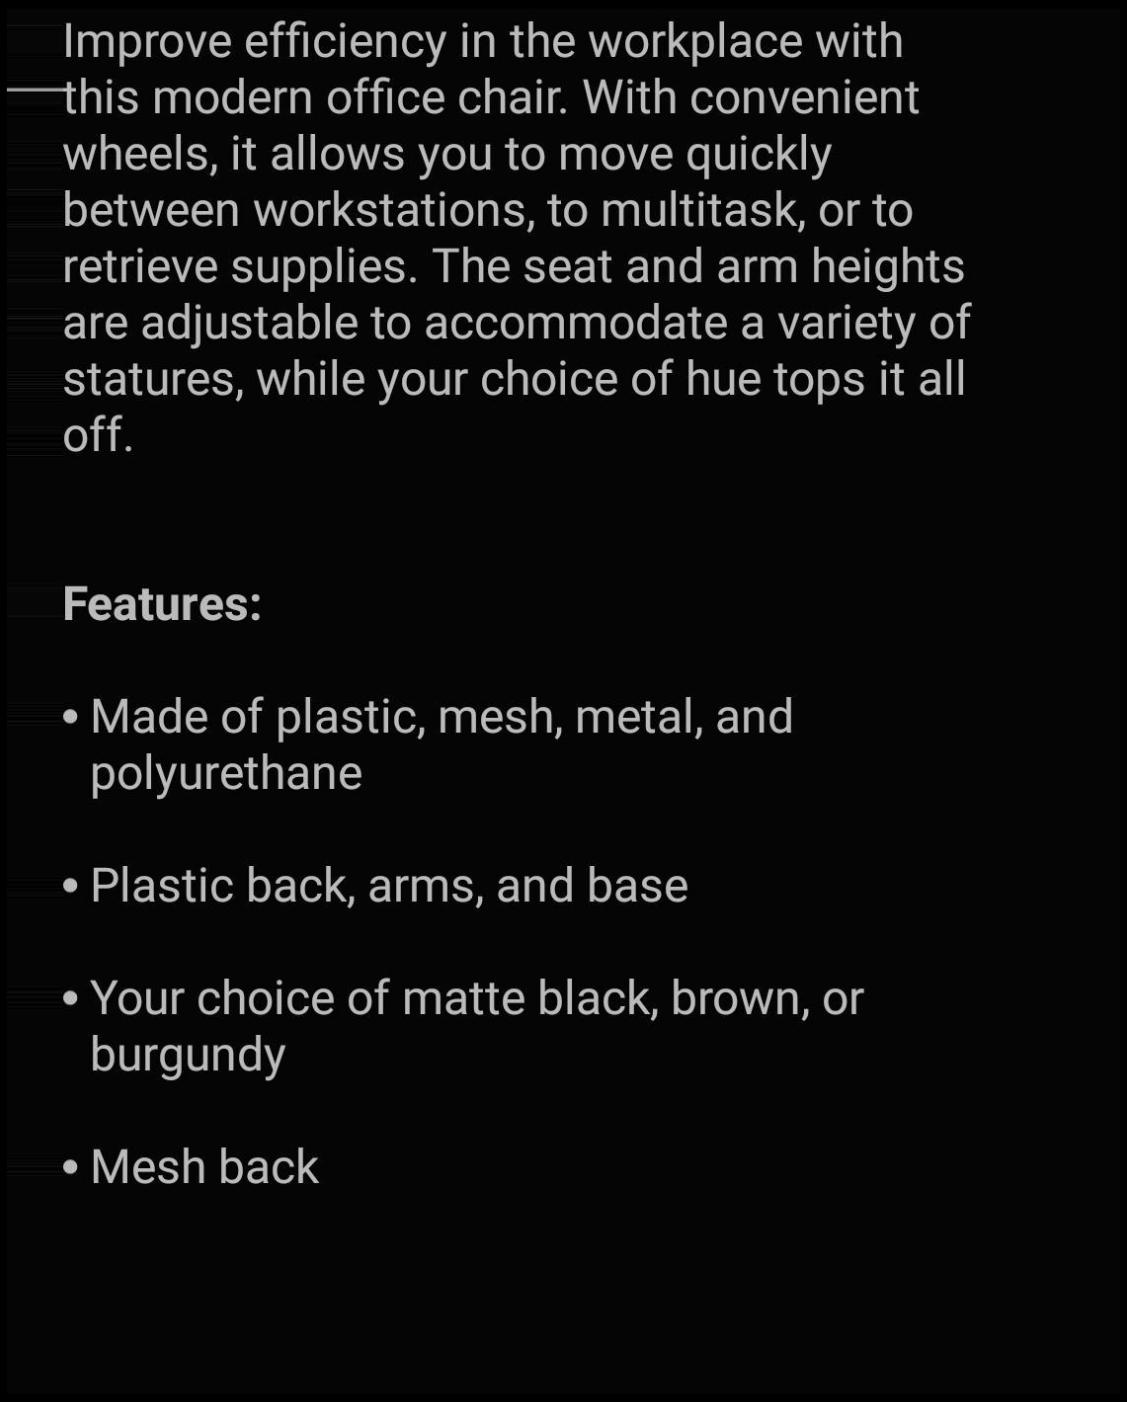 Improve efficiency in the workplace with
this modern office chair. With convenient
wheels, it allows you to move quickly
between workstations, to multitask, or to
retrieve supplies. The seat and arm heights
are adjustable to accommodate a variety of
statures, while your choice of hue tops it all
off.
Features:
• Made of plastic, mesh, metal, and
polyurethane
• Plastic back, arms, and base
• Your choice of matte black, brown, or
burgundy
• Mesh back